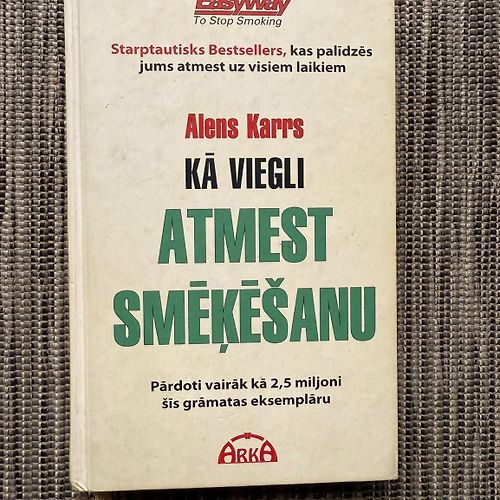 Easyway
To Stop Smoking
Starptautisks Bestsellers, kas palīdzēs
jums atmest uz visiem laikiem
Alens Karrs
KĀ VIEGLI
ATMEST
SMĒĶĒŠANU
Pārdoti vairāk kā 2,5 miljoni
šīs grāmatas eksemplāru
ARKA